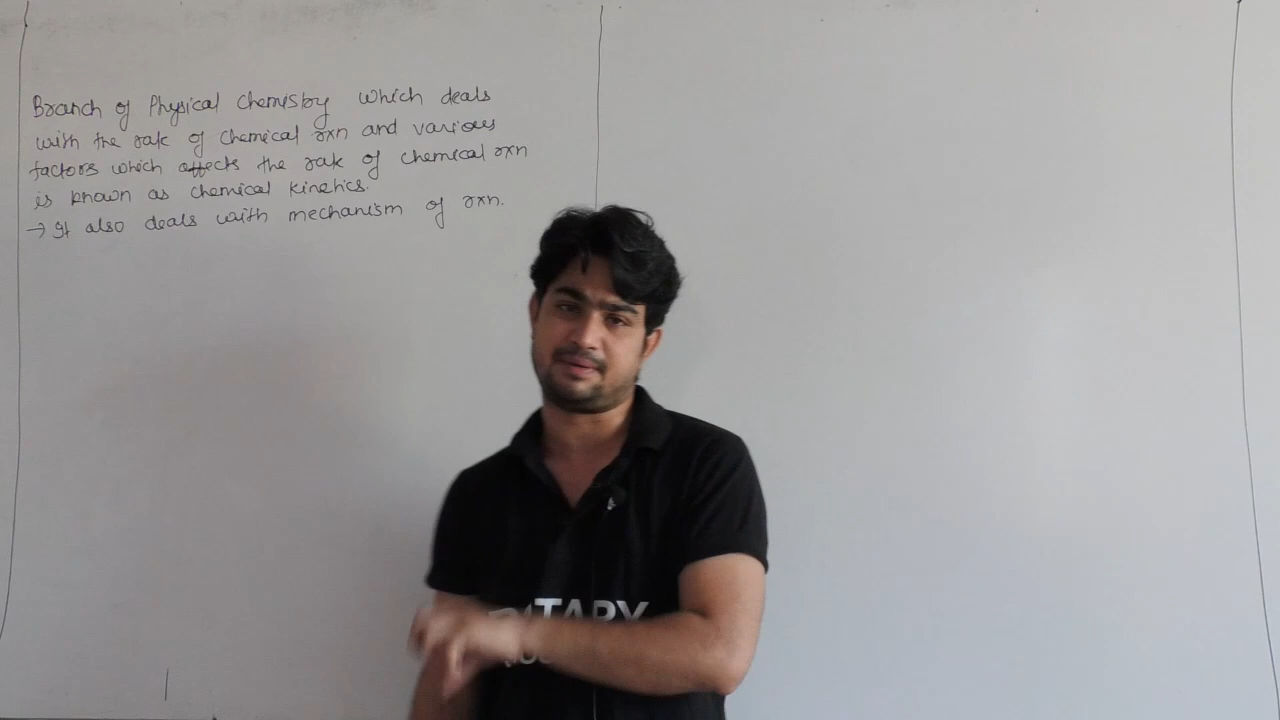 Branch of Physical Chemistry which deals
with the rate of chemical rxn and various
factors which affects the rate of chemical rxn
is known as chemical kinetics.
→ It also deals with mechanism of rxn.